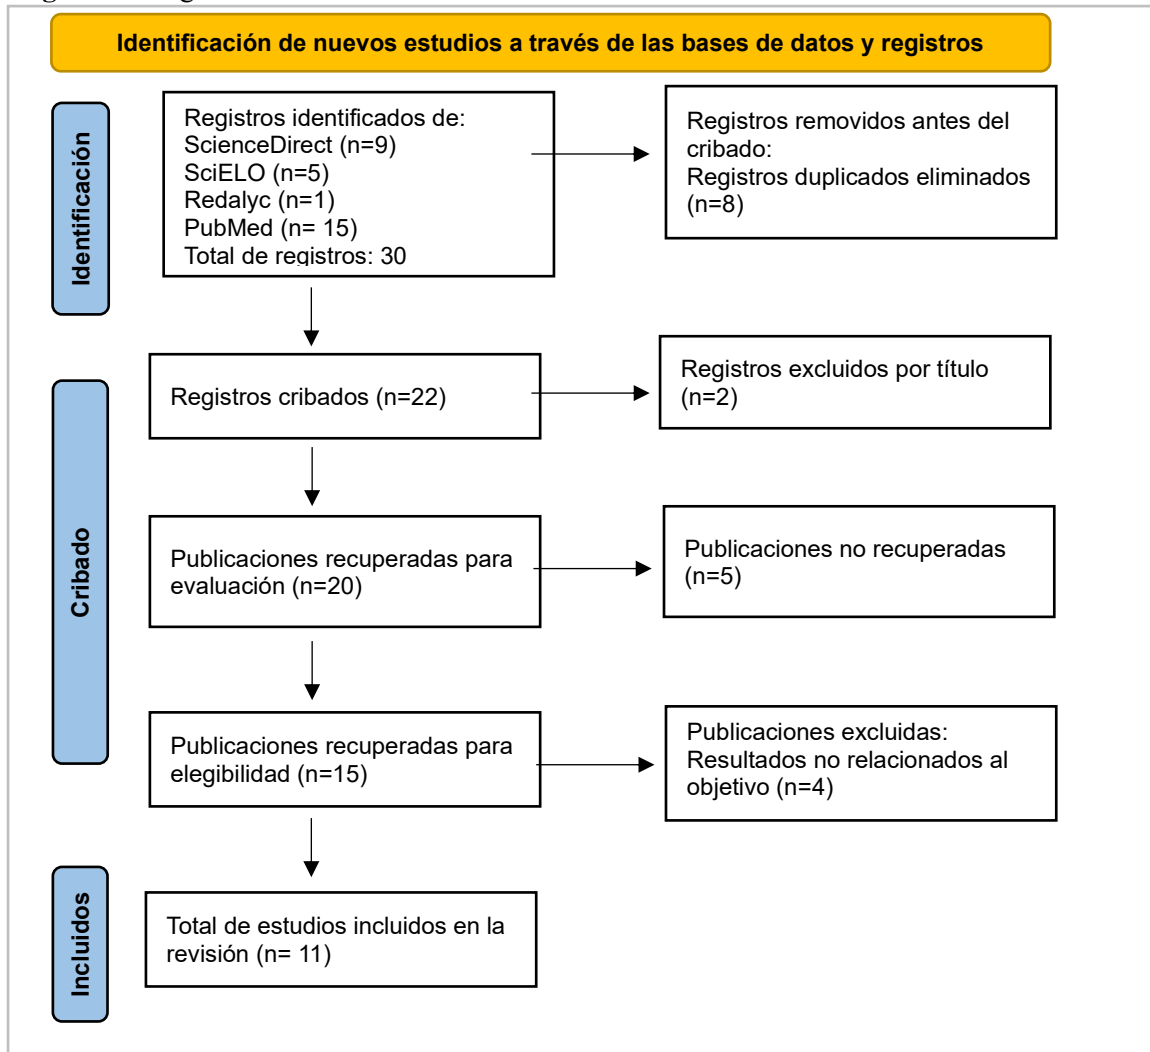 Identificación de nuevos estudios a través de las bases de datos y registros
Identificación
Registros identificados de:
ScienceDirect (n=9)
SciELO (n=5)
Redalyc (n=1)
PubMed (n= 15)
Total de registros: 30
Registros removidos antes del
cribado:
Registros duplicados eliminados
(n=8)
Cribado
Registros cribados (n=22)
Registros excluidos por título
(n=2)
Publicaciones recuperadas para
evaluación (n=20)
Publicaciones no recuperadas
(n=5)
Publicaciones recuperadas para
elegibilidad (n=15)
Publicaciones excluidas:
Resultados no relacionados al
objetivo (n=4)
Incluidos
Total de estudios incluidos en la
revisión (n= 11)